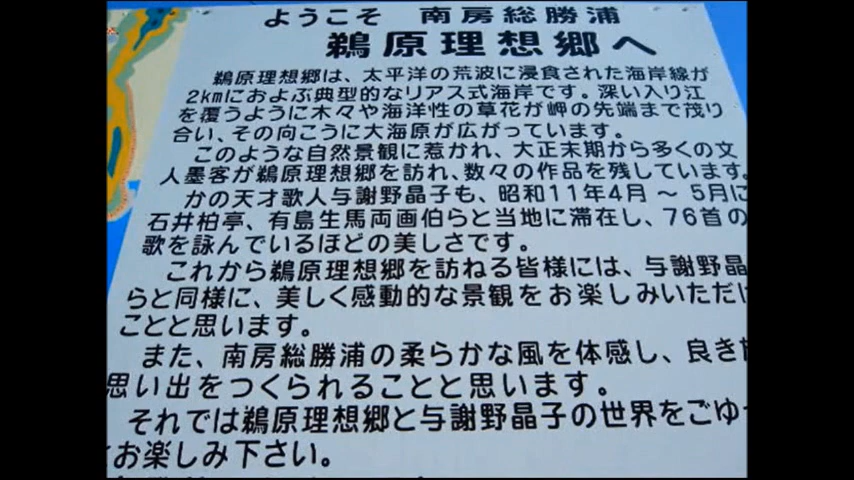 ようこそ 南房総勝浦
鵜原理想郷へ
鵜原理想郷は、太平洋の荒波に浸食された海岸線が
2kmにおよぶ典型的なリアス式海岸です。深い入り江
を覆うように木々や海洋性の草花が岬の先端まで茂り
合い、その向こうに大海原が広がっています。
このような自然景観に惹かれ、大正末期から多くの文
人墨客が鵜原理想郷を訪れ、数々の作品を残しています。
かの天才歌人与謝野晶子も、昭和11年4月～5月に
石井柏亭、有島生馬両画伯らと当地に滞在し、76首の
歌を詠んでいるほどの美しさです。
これから鵜原理想郷を訪ねる皆様には、与謝野晶
らと同様に、美しく感動的な景観をお楽しみいただけ
ことと思います。
また、南房総勝浦の柔らかな風を体感し、良き
思い出をつくられることと思います。
それでは鵜原理想郷と与謝野晶子の世界をごゆ
お楽しみ下さい。